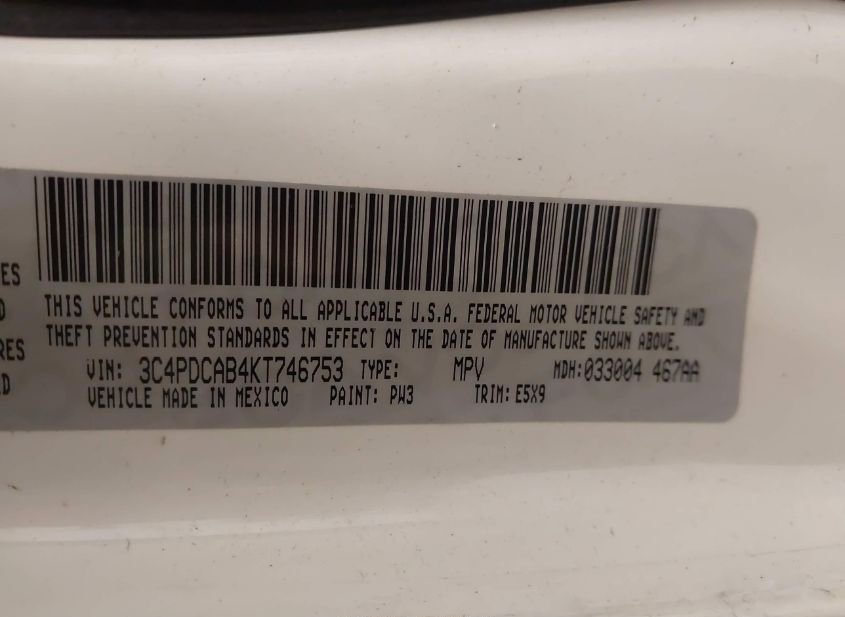 ES
THIS VEHICLE CONFORMS TO ALL APPLICABLE U.S.A. FEDERAL MOTOR VEHICLE SAFETY AND
THEFT PREVENTION STANDARDS IN EFFECT ON THE DATE OF MANUFACTURE SHOWN ABOVE.
RES
VIN: 3C4PDCAB4KT746753 TYPE: MPV MDH:033004 467AA
VEHICLE MADE IN MEXICO PAINT: PW3 TRIM: E5X9